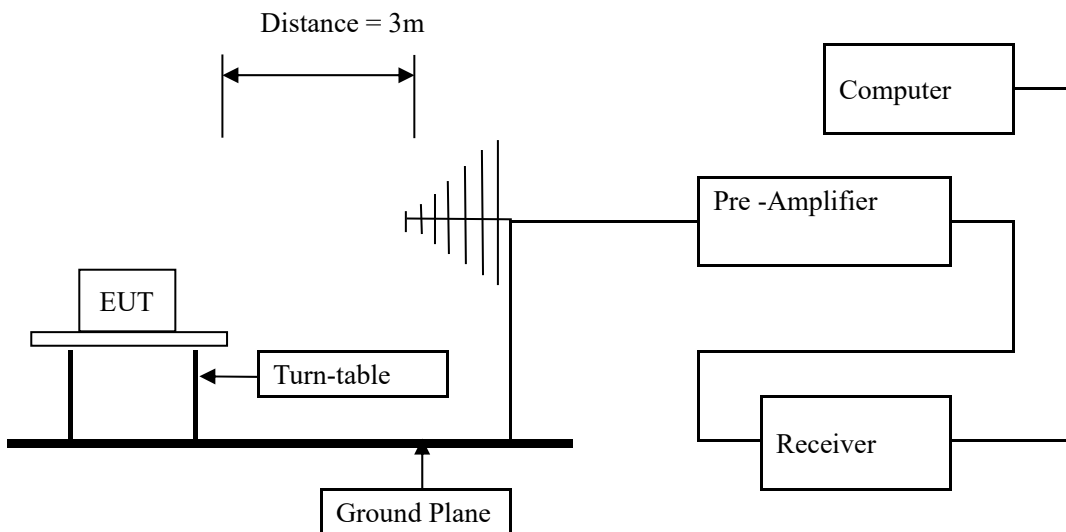 Distance = 3m
Computer
Pre -Amplifier
EUT
Turn-table
Receiver
Ground Plane